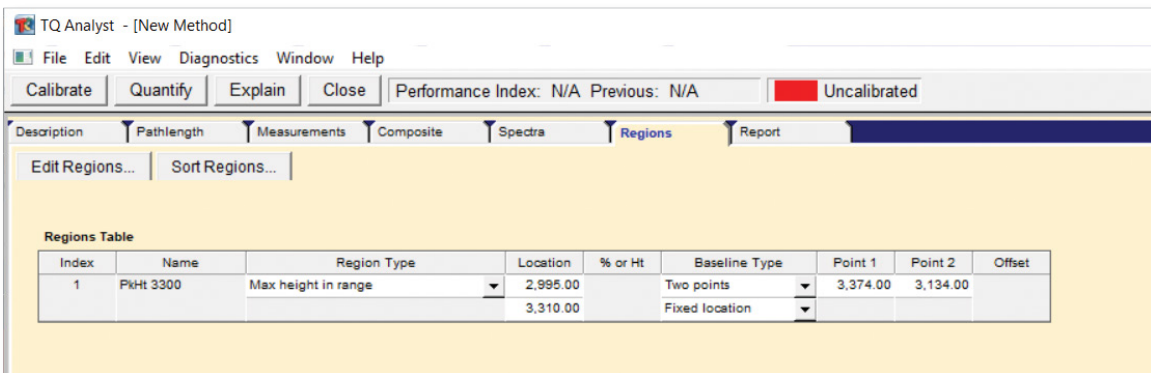 TQ Analyst - [New Method]
File Edit View Diagnostics Window Help
Calibrate Quantify Explain Close Performance Index: N/A Previous: N/A Uncalibrated
Description Pathlength Measurements Composite Spectra Regions Report
Edit Regions... Sort Regions...
Regions Table
Index Name Region Type Location % or Ht Baseline Type Point 1 Point 2 Offset
1 PkHt 3300 Max height in range 2,995.00 Two points 3,374.00 3,134.00
3,310.00 Fixed location